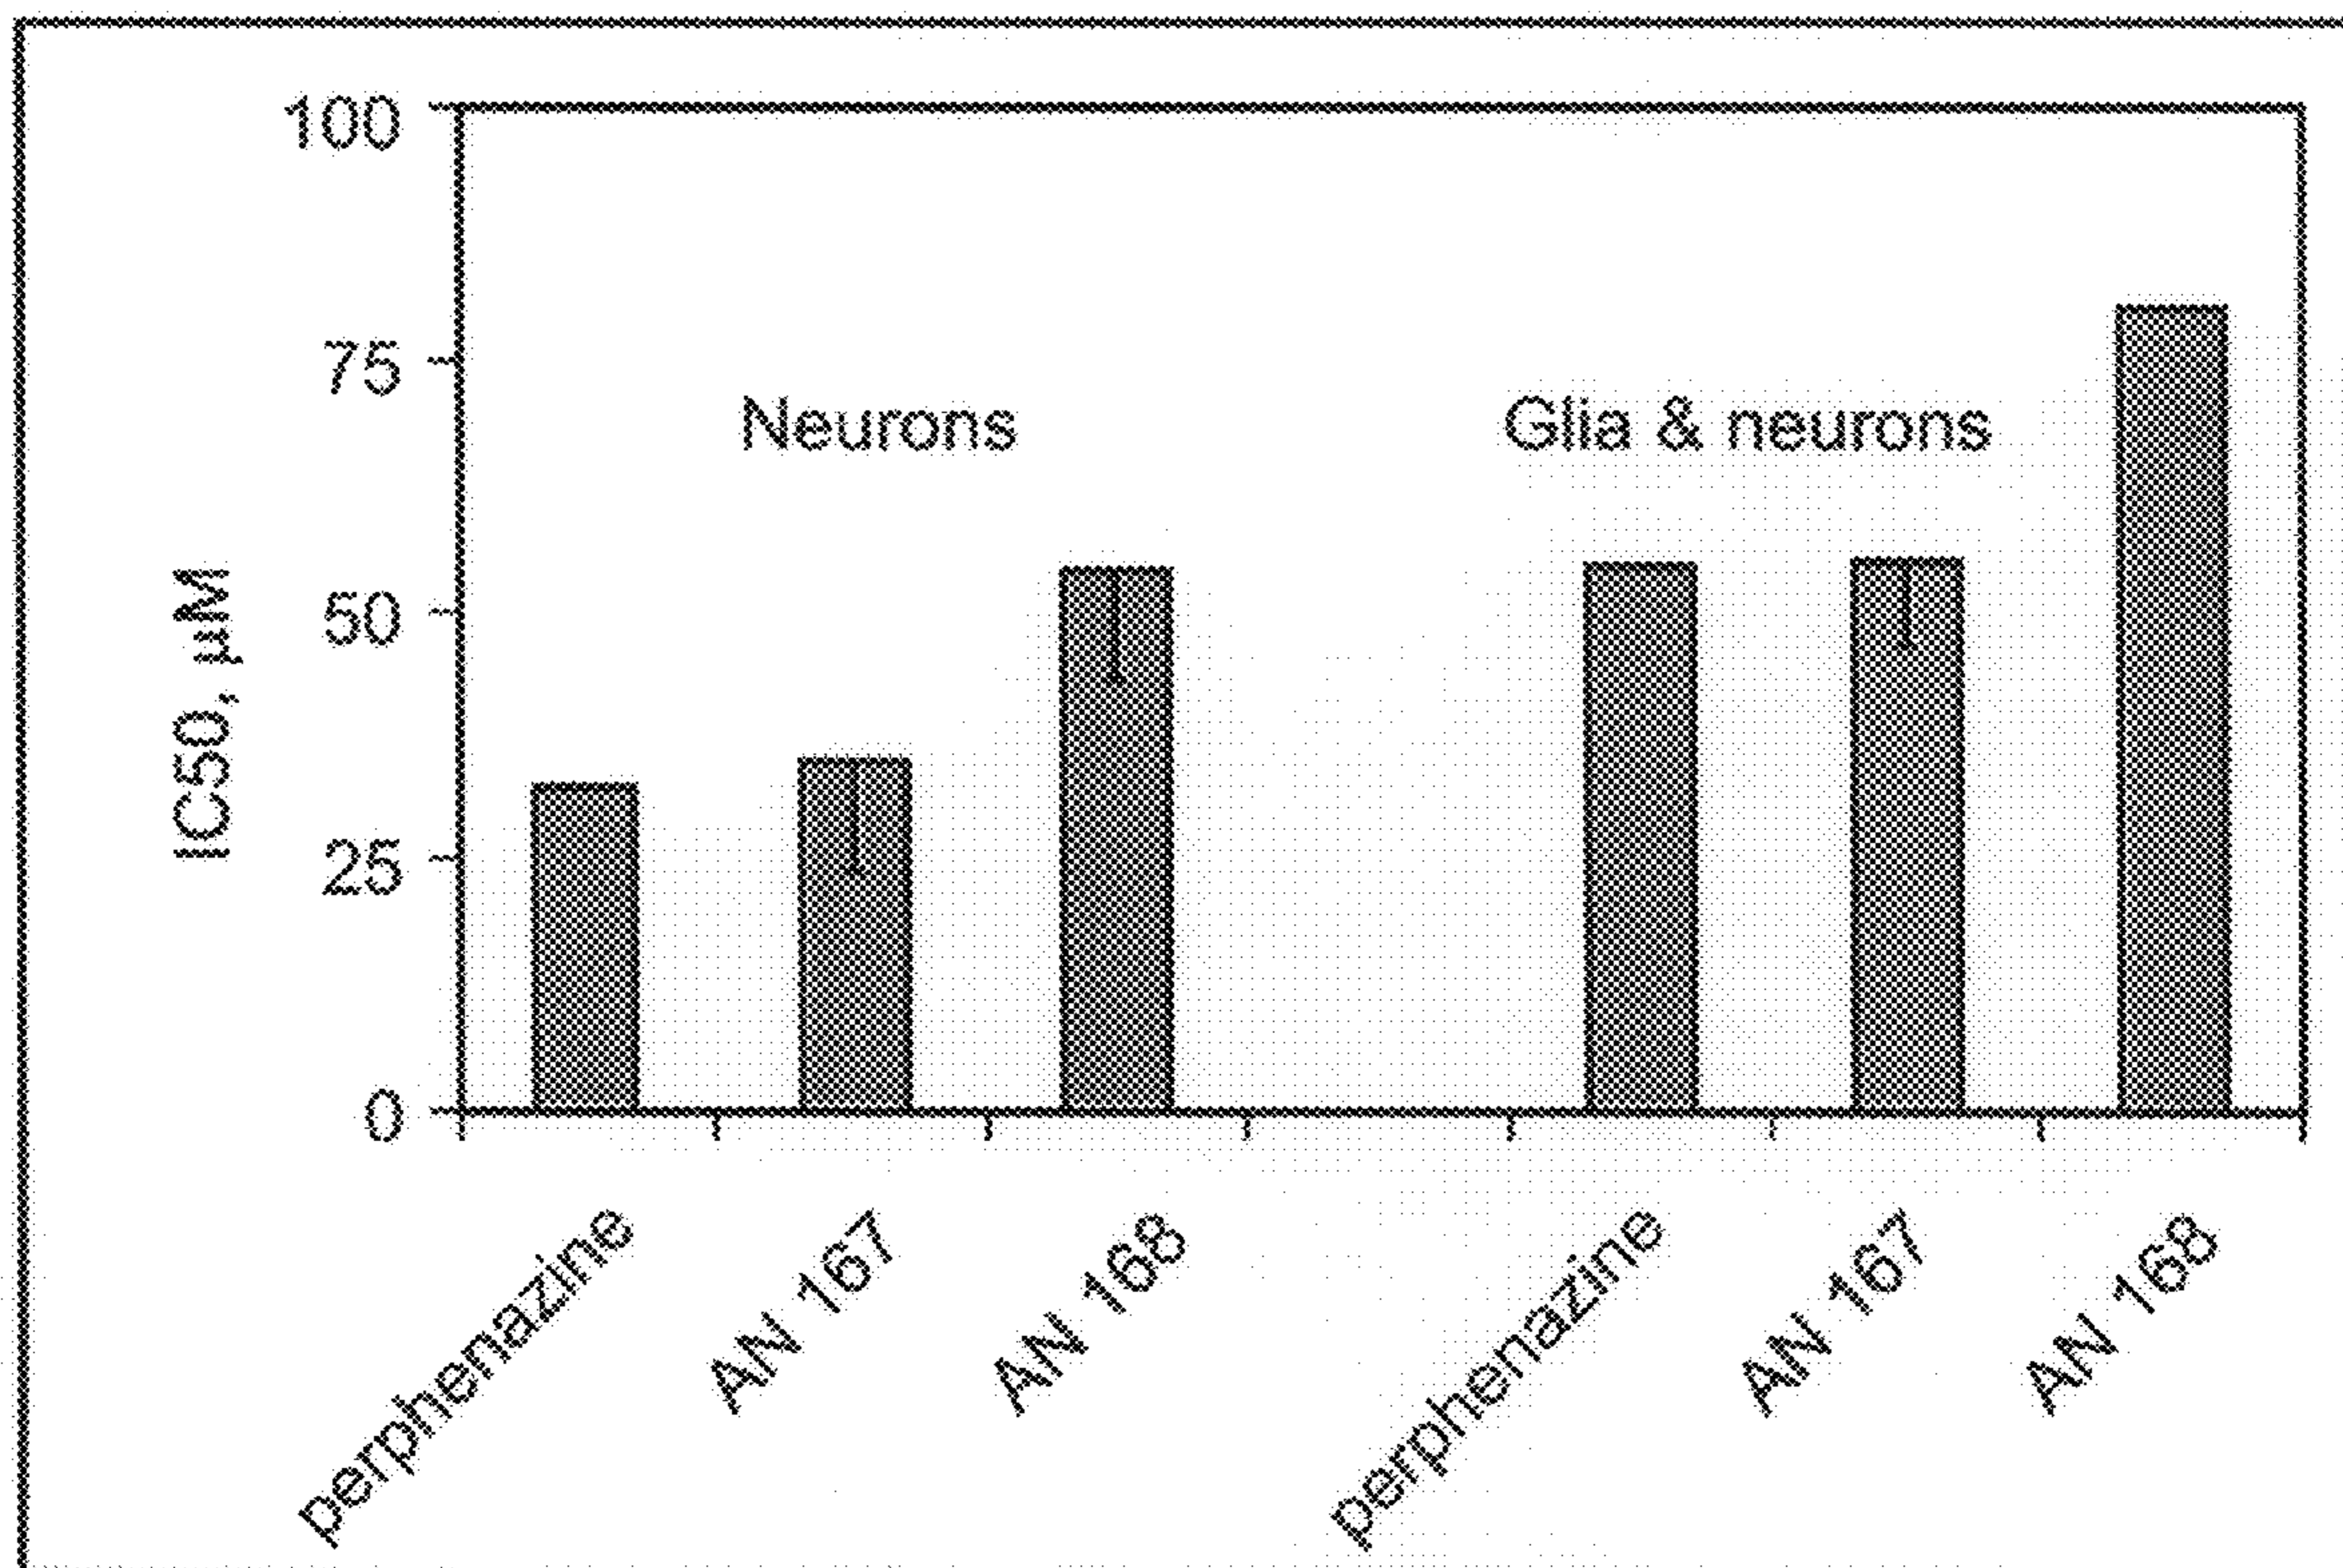 100
75
50
25
0
IC50, µM
Neurons
Glia & neurons
perphenazine
AN 167
AN 168
perphenazine
AN 167
AN 168